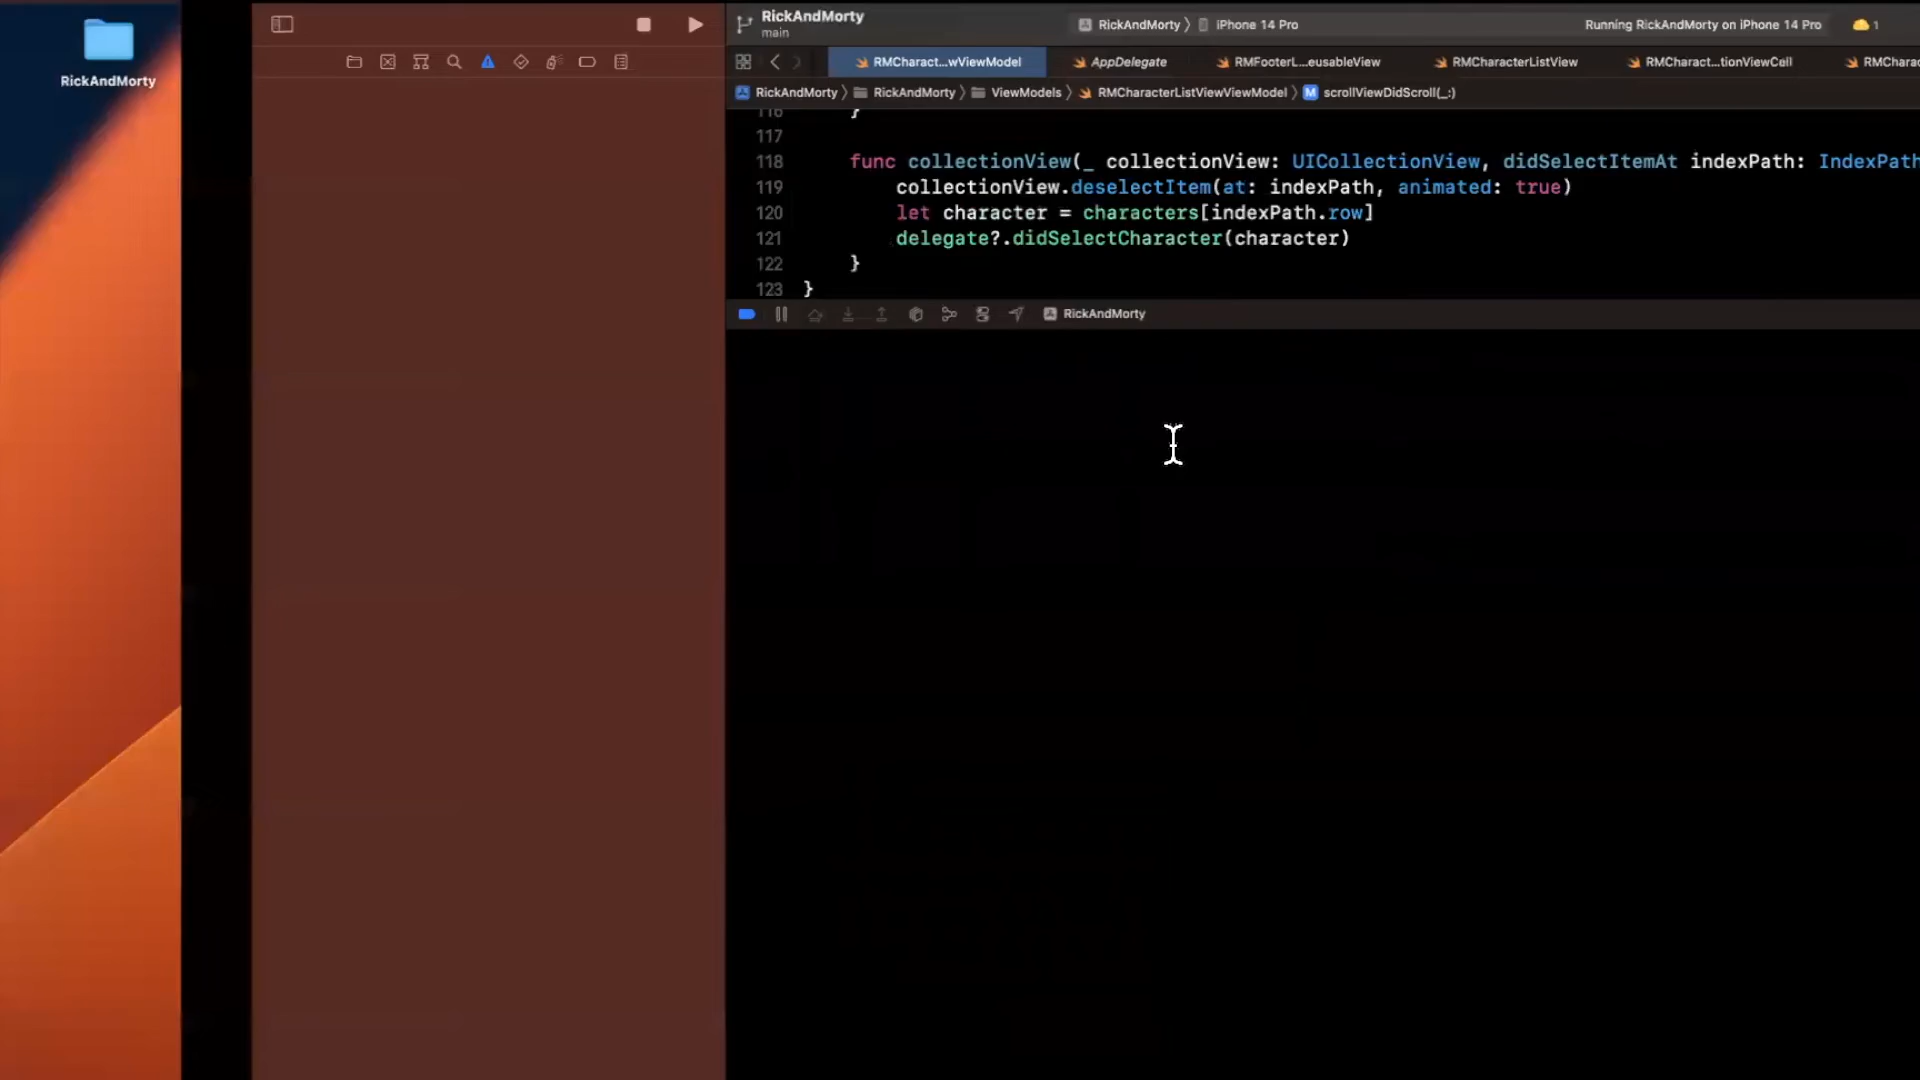 RickAndMorty
RickAndMorty
main
RickAndMorty
iPhone 14 Pro
Running RickAndMorty on iPhone 14 Pro
1
RMCharact...wViewModel
AppDelegate
RMFooterL...eusableView
RMCharacterListView
RMCharact...tionViewCell
RMChara
RickAndMorty
RickAndMorty
ViewModels
RMCharacterListViewViewModel
M scrollViewDidScroll(_:)
116 }
117
118 func collectionView(_ collectionView: UICollectionView, didSelectItemAt indexPath: IndexPath
119 collectionView.deselectItem(at: indexPath, animated: true)
120 let character = characters[indexPath.row]
121 delegate?.didSelectCharacter(character)
122 }
123 }
RickAndMorty